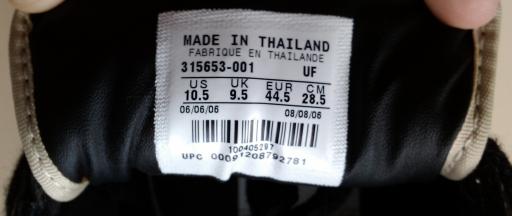 MADE IN THAILAND
FABRIQUE EN THAILANDE
315653-001 UF
US UK EUR CM
10.5 9.5 44.5 28.5
06/06/06 08/08/06
100405297
UPC 00091208792781